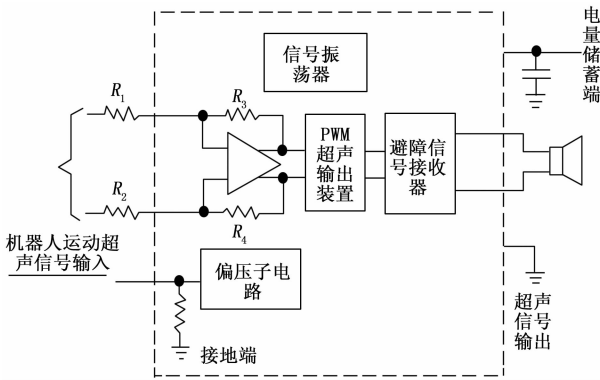 信号振
荡器
电
量
储
蓄
端
R1
R3
PWM
超声
输出
装置
避障信
号接收
器
R2
R4
机器人运动超
声信号输入
偏压子电
路
接地端
超声
信号
输出